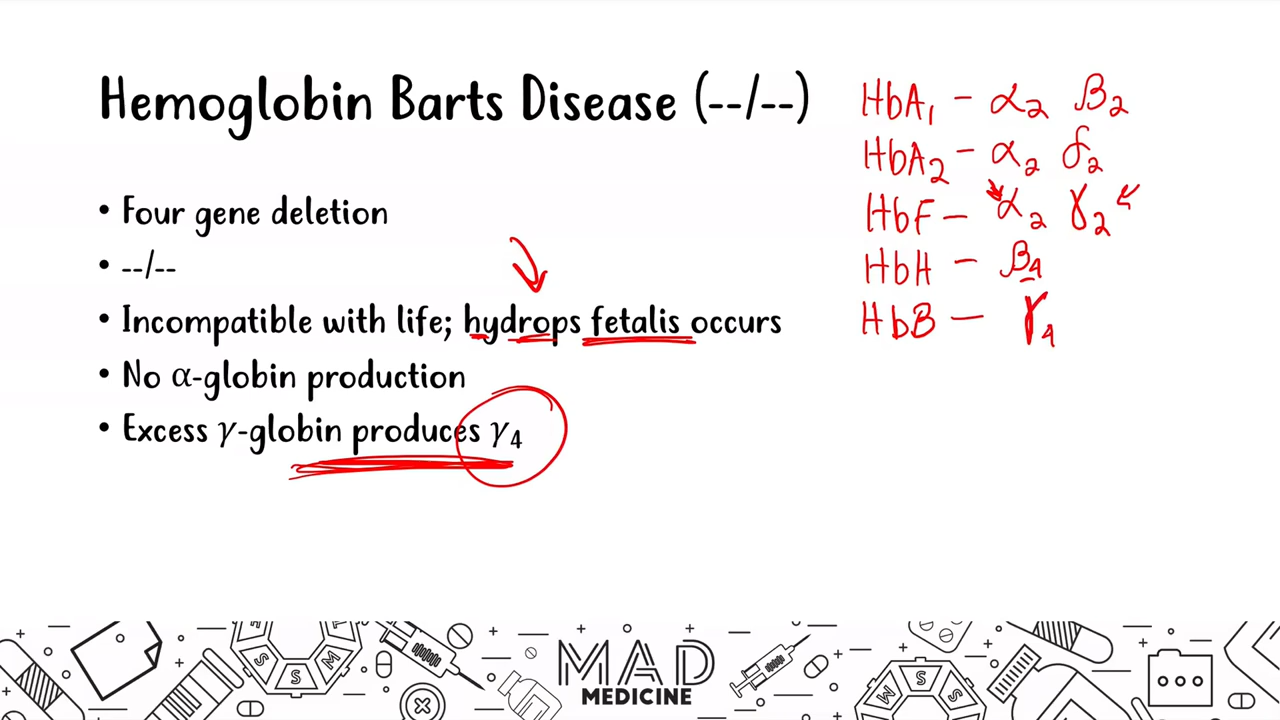 Hemoglobin Barts Disease (--/--)
• Four gene deletion
• --/--
• Incompatible with life; hydrops fetalis occurs
• No α-globin production
• Excess γ-globin produces γ₄
HbA₁ - α₂ β₂
HbA₂ - α₂ δ₂
HbF - α₂ γ₂
HbH - β₄
HbB - γ₄
S S M
M S S
MAD
MEDICINE